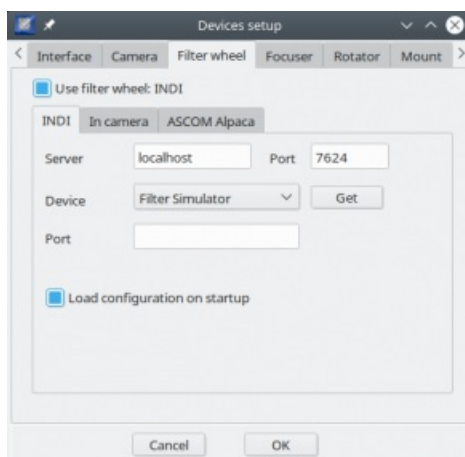 Devices setup
Interface Camera Filter wheel Focuser Rotator Mount
Use filter wheel: INDI
INDI In camera ASCOM Alpaca
Server localhost Port 7624
Device Filter Simulator Get
Port
Load configuration on startup
Cancel OK